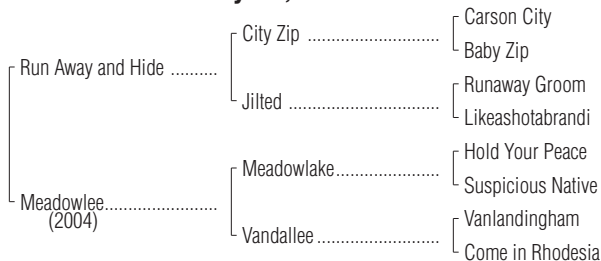 Carson City
City Zip ........................................
Baby Zip
Run Away and Hide ..........
Runaway Groom
Jilted ...........................................
Likeashotabrandi
Hold Your Peace
Meadowlake.............................
Suspicious Native
Meadowlee........................
(2004)
Vanlandingham
Vandallee ..................................
Come in Rhodesia